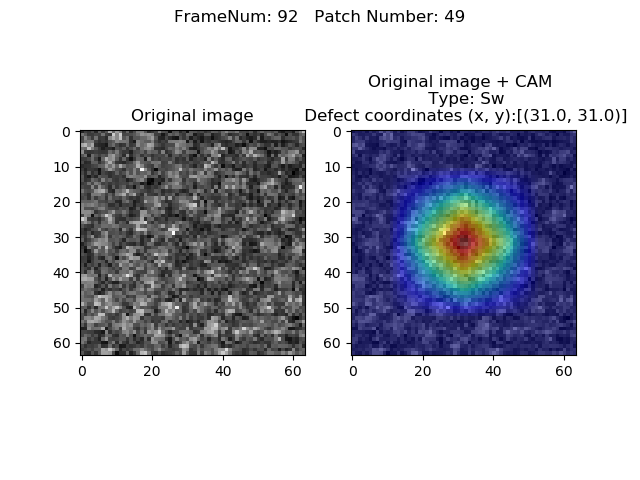 FrameNum: 92   Patch Number: 49
Original image
0
10
20
30
40
50
60
0 20 40 60
Original image + CAM
Type: Sw
Defect coordinates (x, y):[(31.0, 31.0)]
0
10
20
30
40
50
60
0 20 40 60